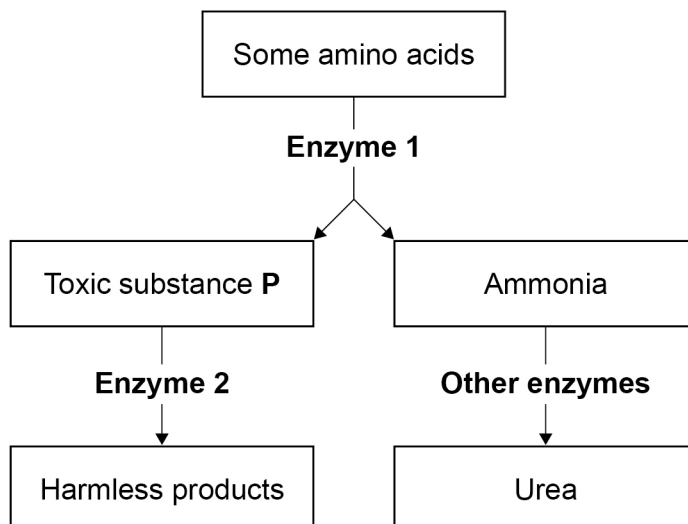 Some amino acids
Enzyme 1
Toxic substance P
Ammonia
Enzyme 2
Other enzymes
Harmless products
Urea